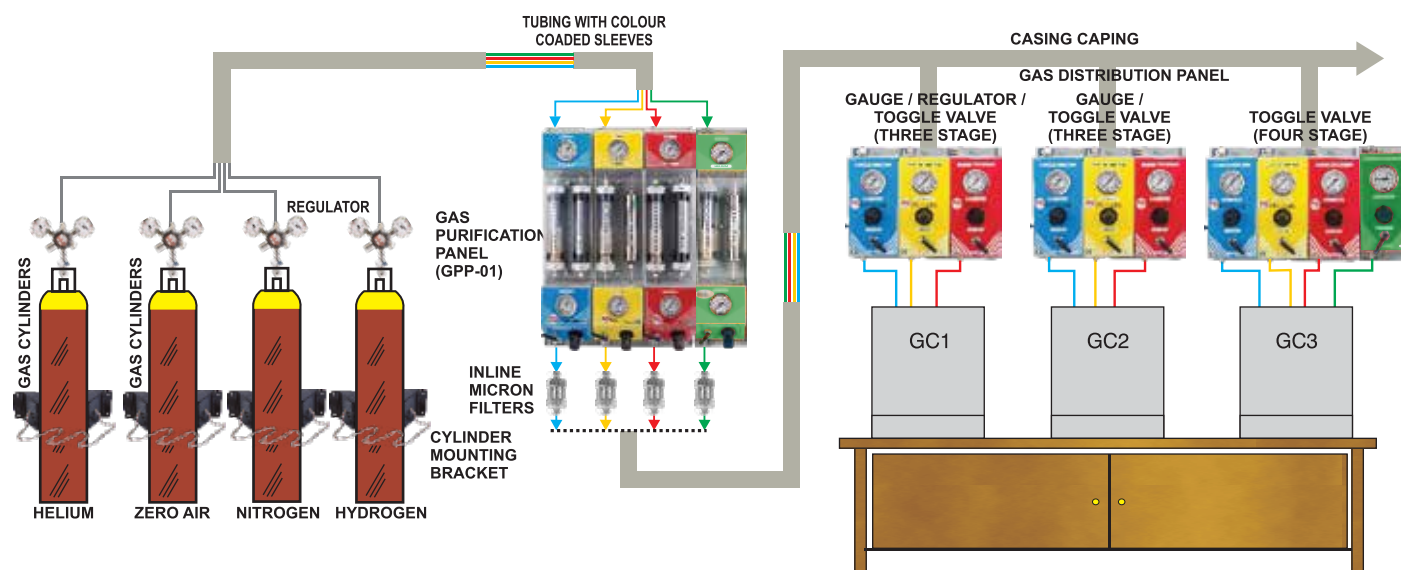 TUBING WITH COLOUR
COADED SLEEVES
CASING CAPING
GAS DISTRIBUTION PANEL
GAUGE / REGULATOR /
TOGGLE VALVE
(THREE STAGE)
GAUGE /
TOGGLE VALVE
(THREE STAGE)
TOGGLE VALVE
(FOUR STAGE)
REGULATOR
GAS
PURIFICATION
PANEL
(GPP-01)
GAS CYLINDERS
GAS CYLINDERS
GC1
GC2
GC3
INLINE
MICRON
FILTERS
CYLINDER
MOUNTING
BRACKET
HELIUM
ZERO AIR
NITROGEN
HYDROGEN